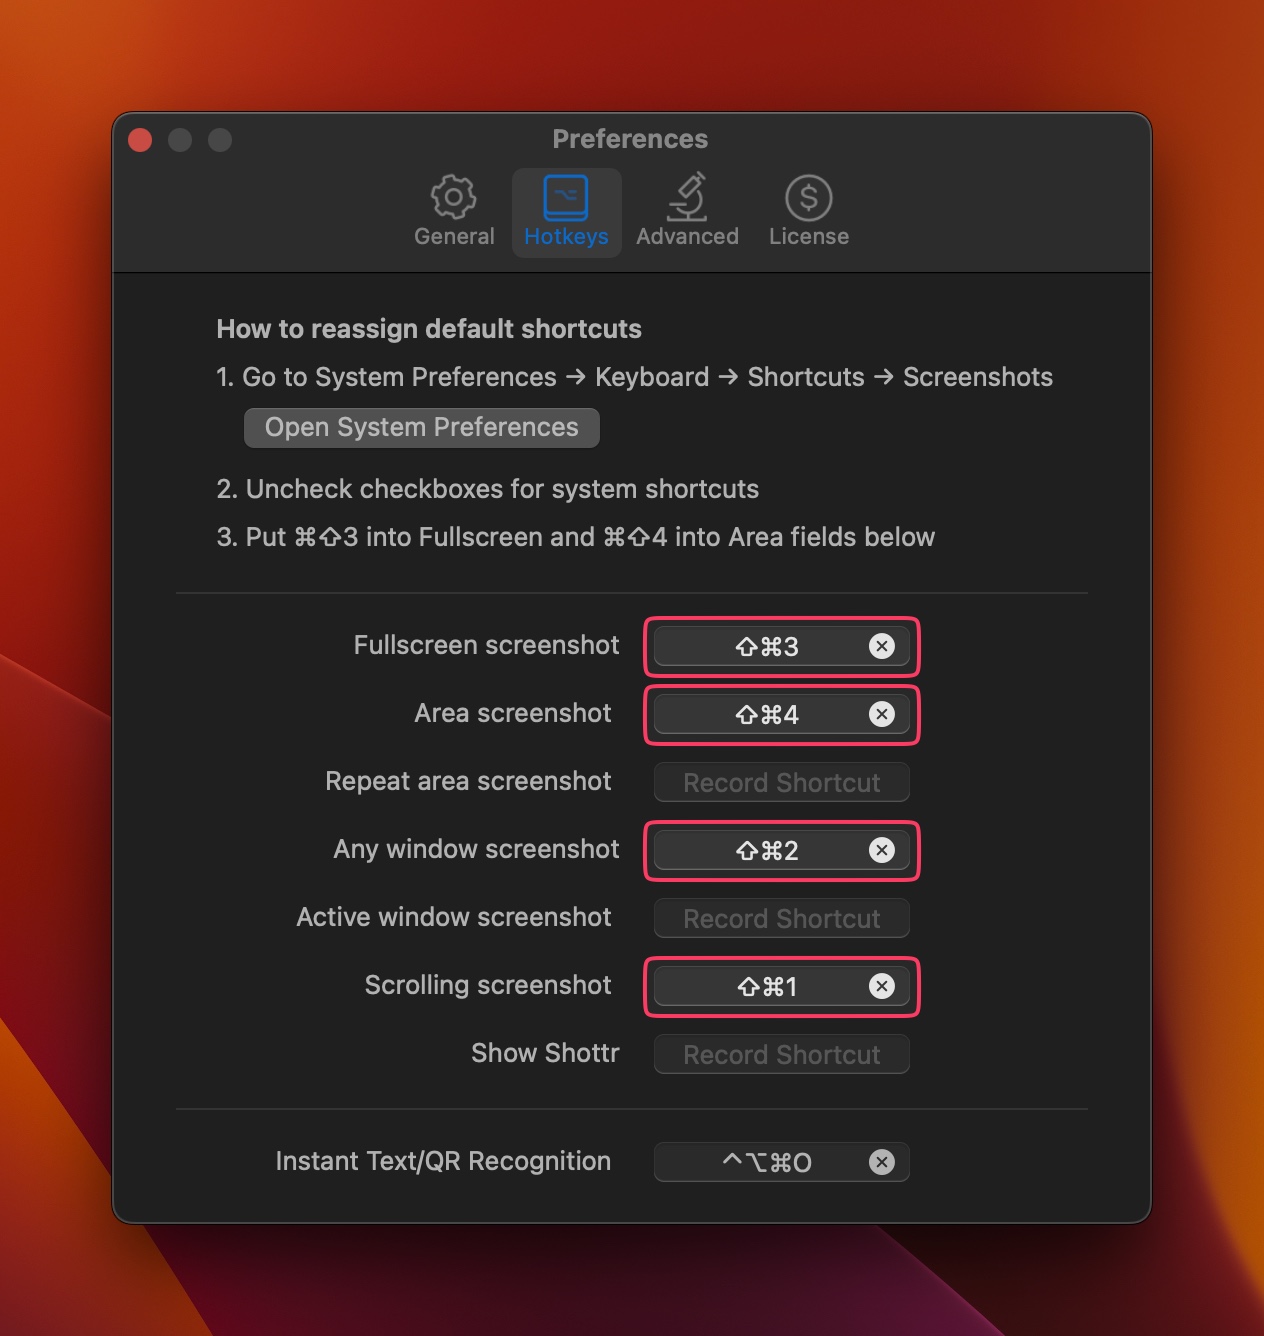 Preferences
General
Hotkeys
Advanced
License
How to reassign default shortcuts
1. Go to System Preferences → Keyboard → Shortcuts → Screenshots
Open System Preferences
2. Uncheck checkboxes for system shortcuts
3. Put ⌘⇧3 into Fullscreen and ⌘⇧4 into Area fields below
Fullscreen screenshot ⇧⌘3
Area screenshot ⇧⌘4
Repeat area screenshot Record Shortcut
Any window screenshot ⇧⌘2
Active window screenshot Record Shortcut
Scrolling screenshot ⇧⌘1
Show Shottr Record Shortcut
Instant Text/QR Recognition ^⌥⌘O